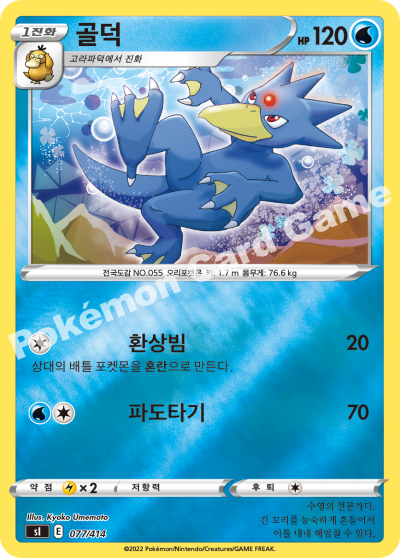 1진화
골덕
HP 120
고라파덕에서 진화
전국도감 NO.055 오리포켓몬 키: 1.7 m 몸무게: 76.6 kg
Pokémon Card Game
환상빔 20
상대의 배틀 포켓몬을 혼란으로 만든다.
파도타기 70
약점 ×2 저항력 후퇴
수영의 전문가다.
긴 꼬리를 능숙하게 흔들어서
이들 내내 헤엄칠 수 있다.
Illus. Kyoko Umemoto
sI E 077/414
©2022 Pokémon/Nintendo/Creatures/GAME FREAK.